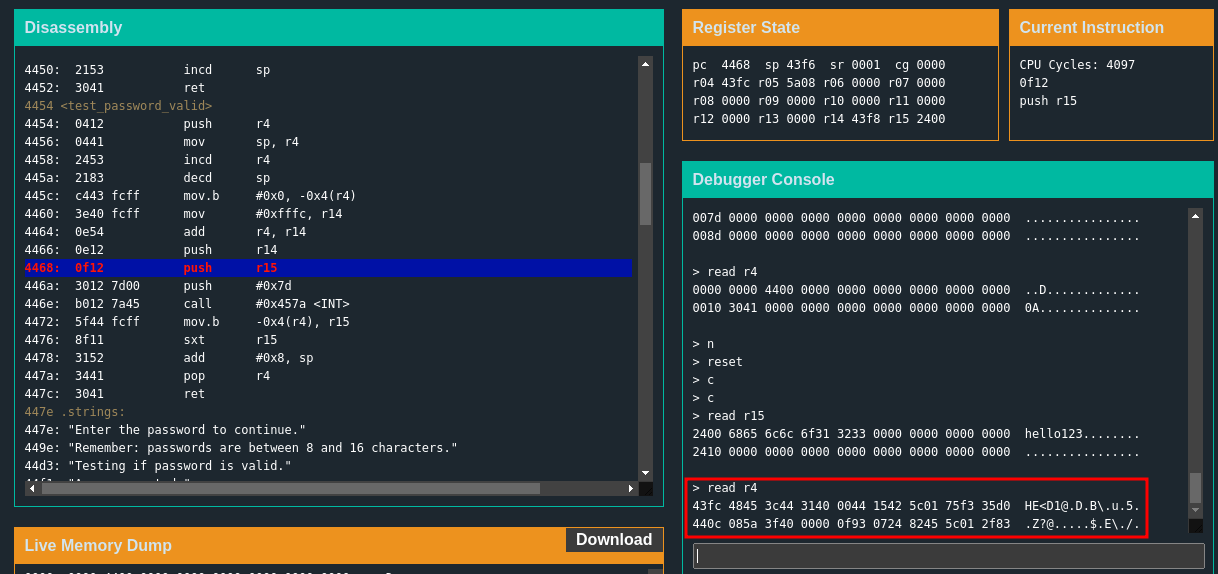 Disassembly
4450: 2153 incd sp
4452: 3041 ret
4454 <test_password_valid>
4454: 0412 push r4
4456: 0441 mov sp, r4
4458: 2453 incd r4
445a: 2183 decd sp
445c: c443 fcff mov.b #0x0, -0x4(r4)
4460: 3e40 fcff mov #0xfffc, r14
4464: 0e54 add r4, r14
4466: 0e12 push r14
4468: 0f12 push r15
446a: 3012 7d00 push #0x7d
446e: b012 7a45 call #0x457a <INT>
4472: 5f44 fcff mov.b -0x4(r4), r15
4476: 8f11 sxt r15
4478: 3152 add #0x8, sp
447a: 3441 pop r4
447c: 3041 ret
447e .strings:
447e: "Enter the password to continue."
449e: "Remember: passwords are between 8 and 16 characters."
44d3: "Testing if password is valid."
Live Memory Dump
Download
Register State
pc 4468 sp 43f6 sr 0001 cg 0000
r04 43fc r05 5a08 r06 0000 r07 0000
r08 0000 r09 0000 r10 0000 r11 0000
r12 0000 r13 0000 r14 43f8 r15 2400
Current Instruction
CPU Cycles: 4097
0f12
push r15
Debugger Console
007d 0000 0000 0000 0000 0000 0000 0000 0000 ................
008d 0000 0000 0000 0000 0000 0000 0000 0000 ................
> read r4
0000 0000 4400 0000 0000 0000 0000 0000 0000 ..D.............
0010 3041 0000 0000 0000 0000 0000 0000 0000 0A..............
> n
> reset
> c
> c
> read r15
2400 6865 6c6c 6f31 3233 0000 0000 0000 0000 hello123........
2410 0000 0000 0000 0000 0000 0000 0000 0000 ................
> read r4
43fc 4845 3c44 3140 0044 1542 5c01 75f3 35d0 HE<D1@.D.B\.u.5.
440c 085a 3f40 0000 0f93 0724 8245 5c01 2f83 .Z?@.....$.E\./.